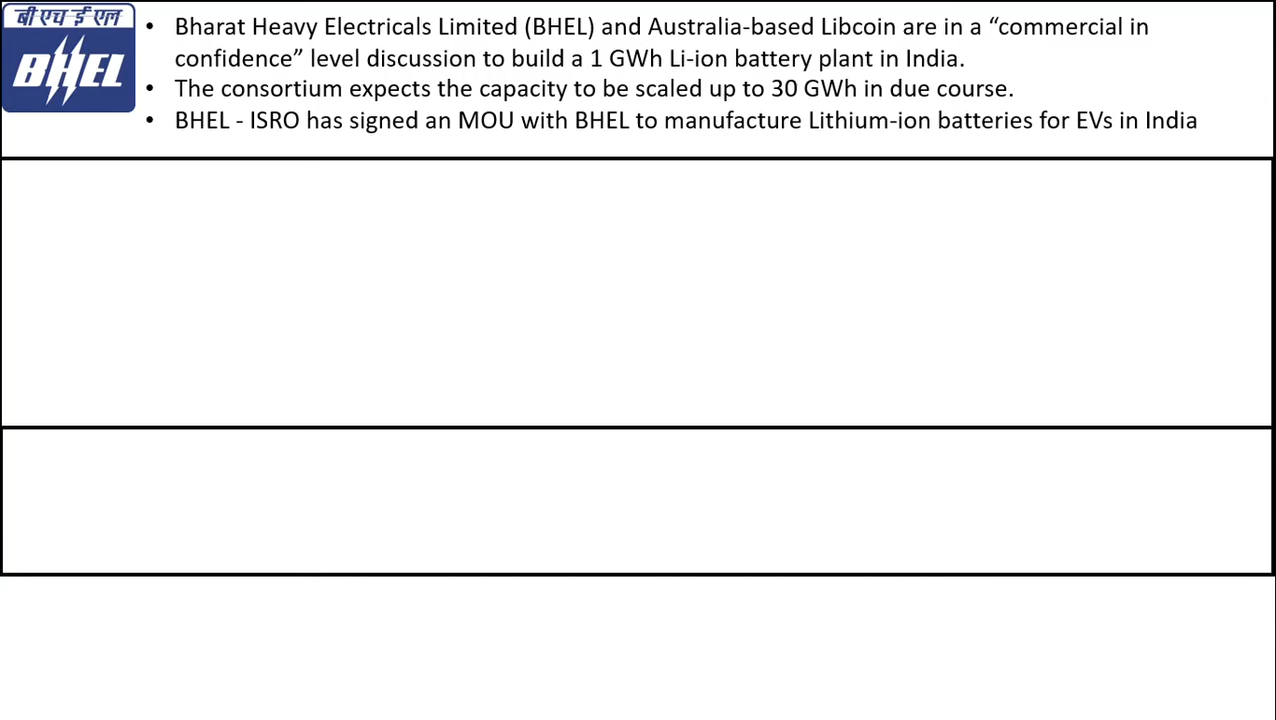 बी एच ई एल
BHEL
• Bharat Heavy Electricals Limited (BHEL) and Australia-based Libcoin are in a “commercial in
confidence” level discussion to build a 1 GWh Li-ion battery plant in India.
• The consortium expects the capacity to be scaled up to 30 GWh in due course.
• BHEL - ISRO has signed an MOU with BHEL to manufacture Lithium-ion batteries for EVs in India